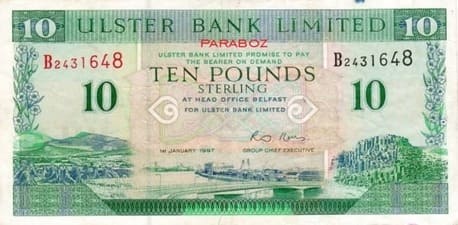 10 ULSTER BANK LIMITED 10
PARABOZ
ULSTER BANK LIMITED PROMISE TO PAY
THE BEARER ON DEMAND
B2431648 B2431648
TEN POUNDS
STERLING
10 10
AT HEAD OFFICE BELFAST
FOR ULSTER BANK LIMITED
1st JANUARY 1997 GROUP CHIEF EXECUTIVE